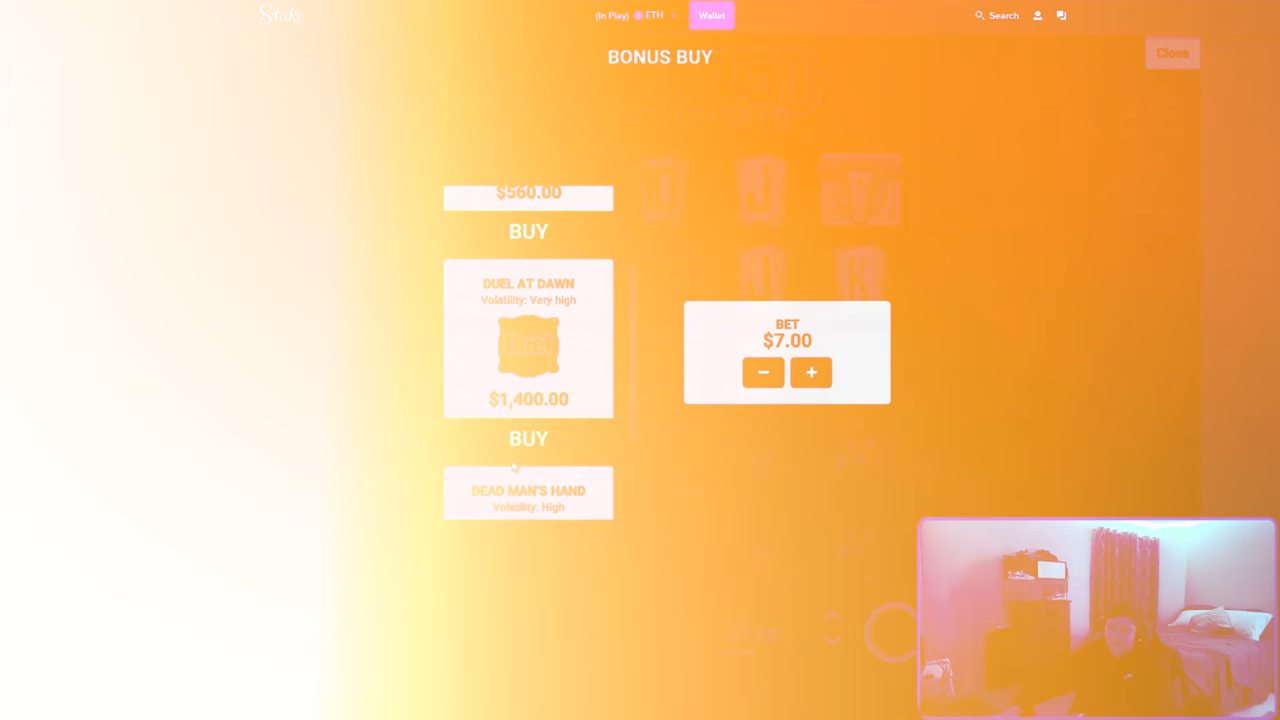 Stake
(In Play) ETH
Wallet
Search
BONUS BUY
Close
$560.00
BUY
DUEL AT DAWN
Volatility: Very high
Duel
$1,400.00
BUY
DEAD MAN'S HAND
Volatility: High
BET
$7.00
− +
J
J K